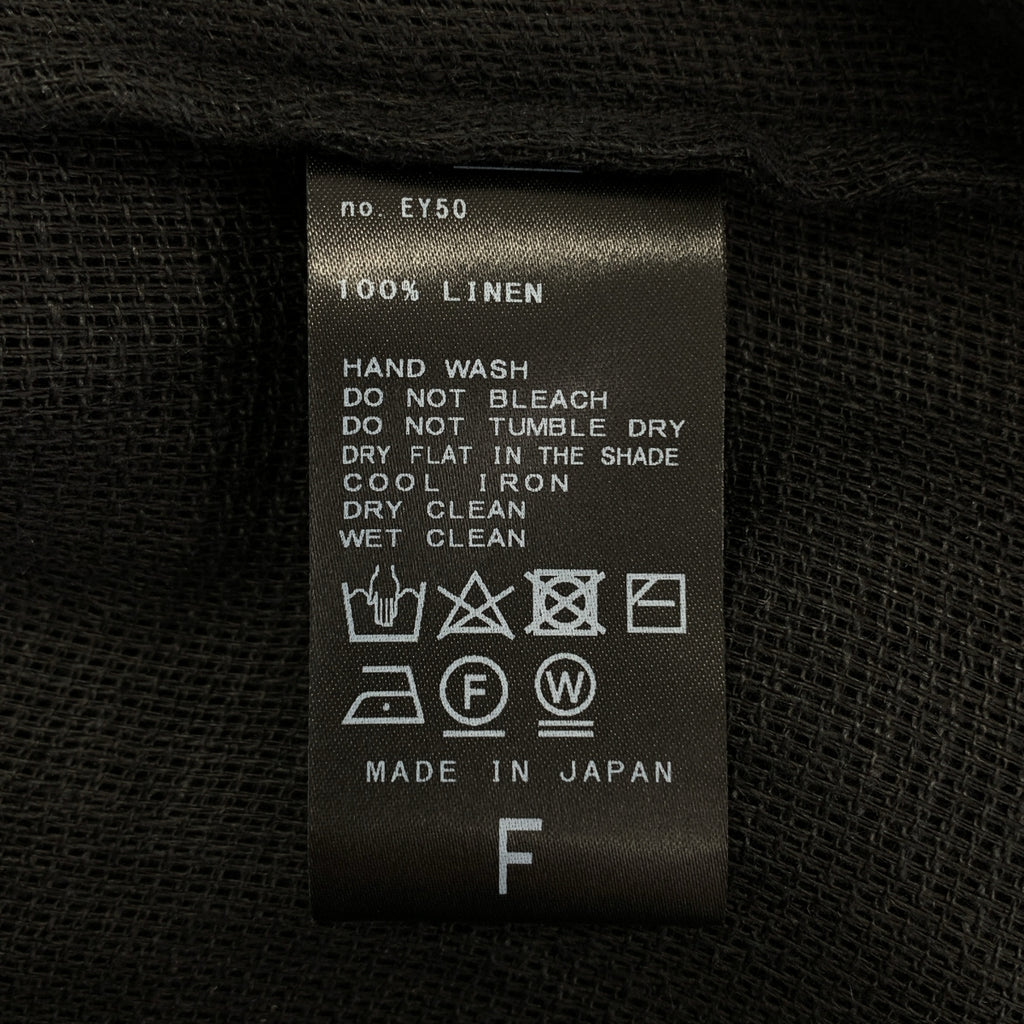 no. EY50
100% LINEN
HAND WASH
DO NOT BLEACH
DO NOT TUMBLE DRY
DRY FLAT IN THE SHADE
COOL IRON
DRY CLEAN
WET CLEAN
F W
MADE IN JAPAN
F